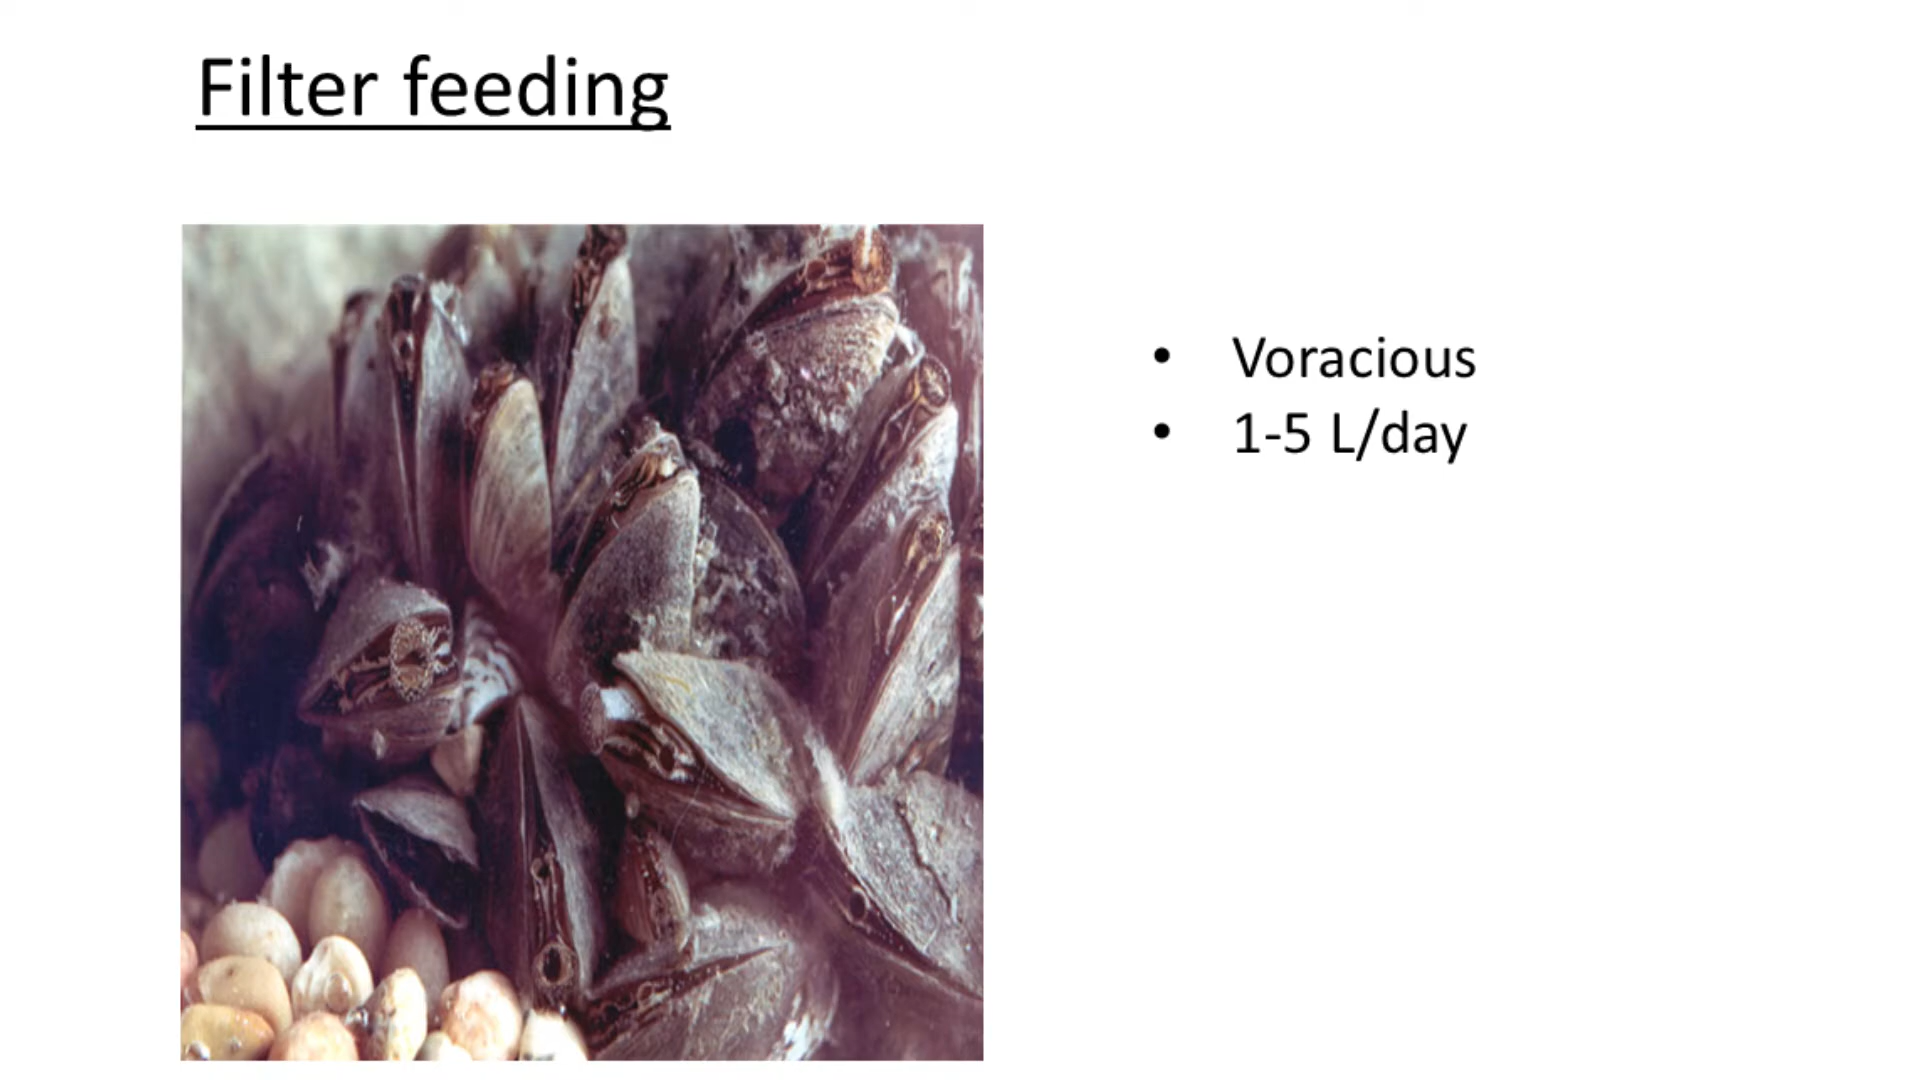 Filter feeding
• Voracious
• 1-5 L/day